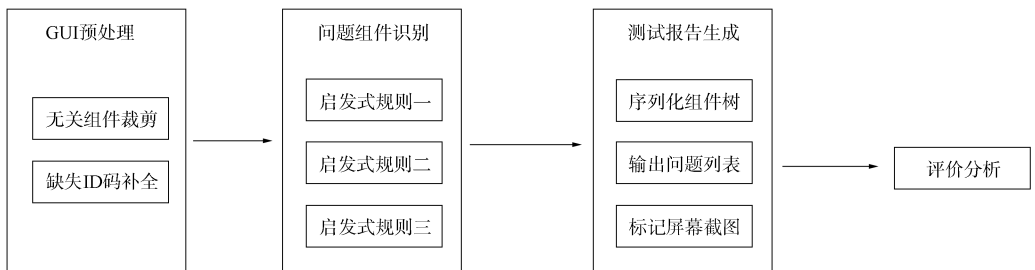 GUI预处理
无关组件裁剪
缺失ID码补全
问题组件识别
启发式规则一
启发式规则二
启发式规则三
测试报告生成
序列化组件树
输出问题列表
标记屏幕截图
评价分析